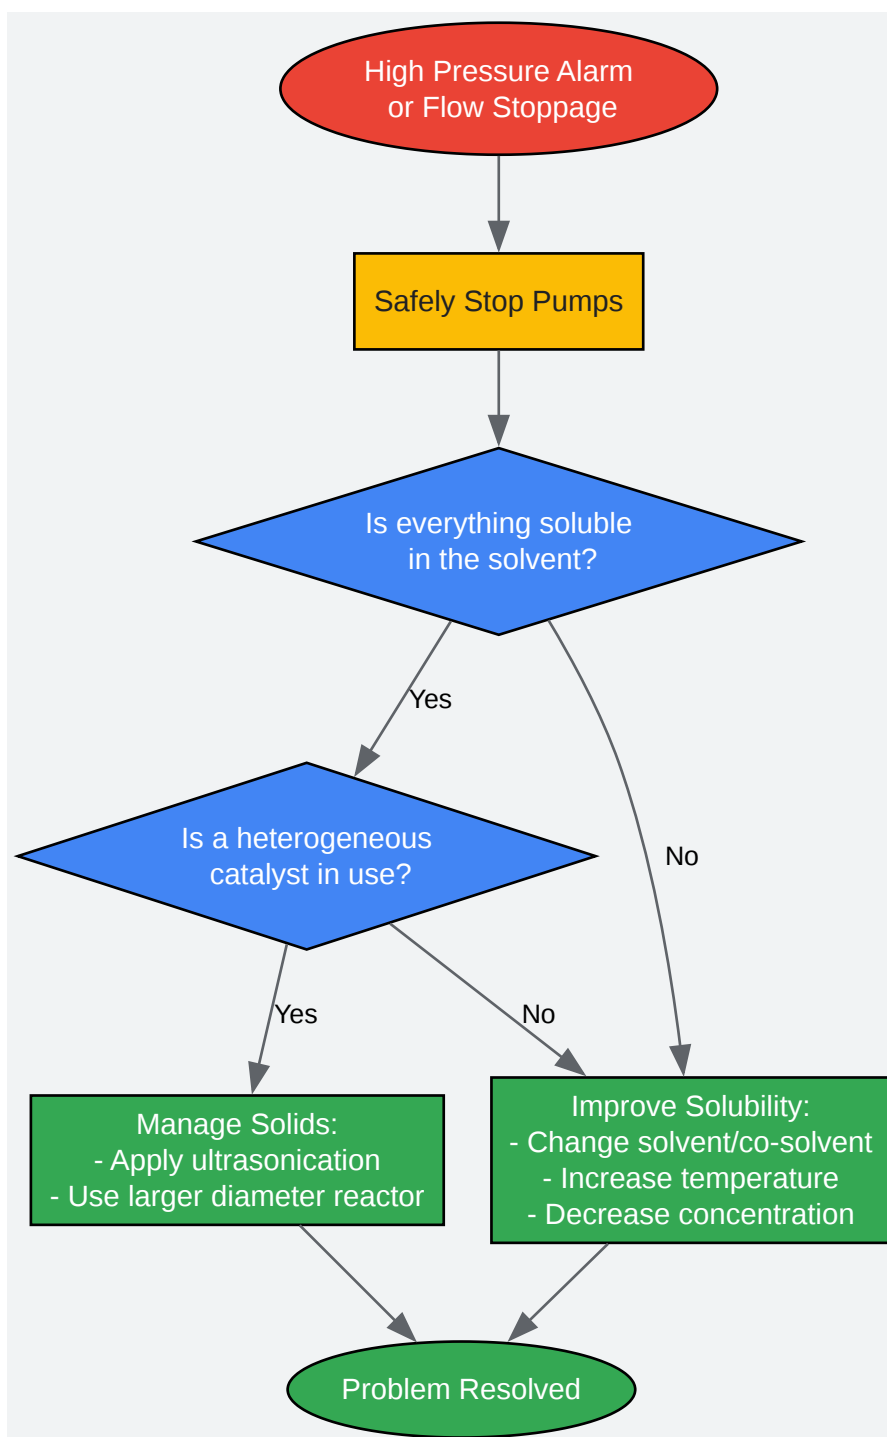 High Pressure Alarm
or Flow Stoppage
Safely Stop Pumps
Is everything soluble
in the solvent?
Yes
No
Is a heterogeneous
catalyst in use?
Yes
No
Manage Solids:
- Apply ultrasonication
- Use larger diameter reactor
Improve Solubility:
- Change solvent/co-solvent
- Increase temperature
- Decrease concentration
Problem Resolved